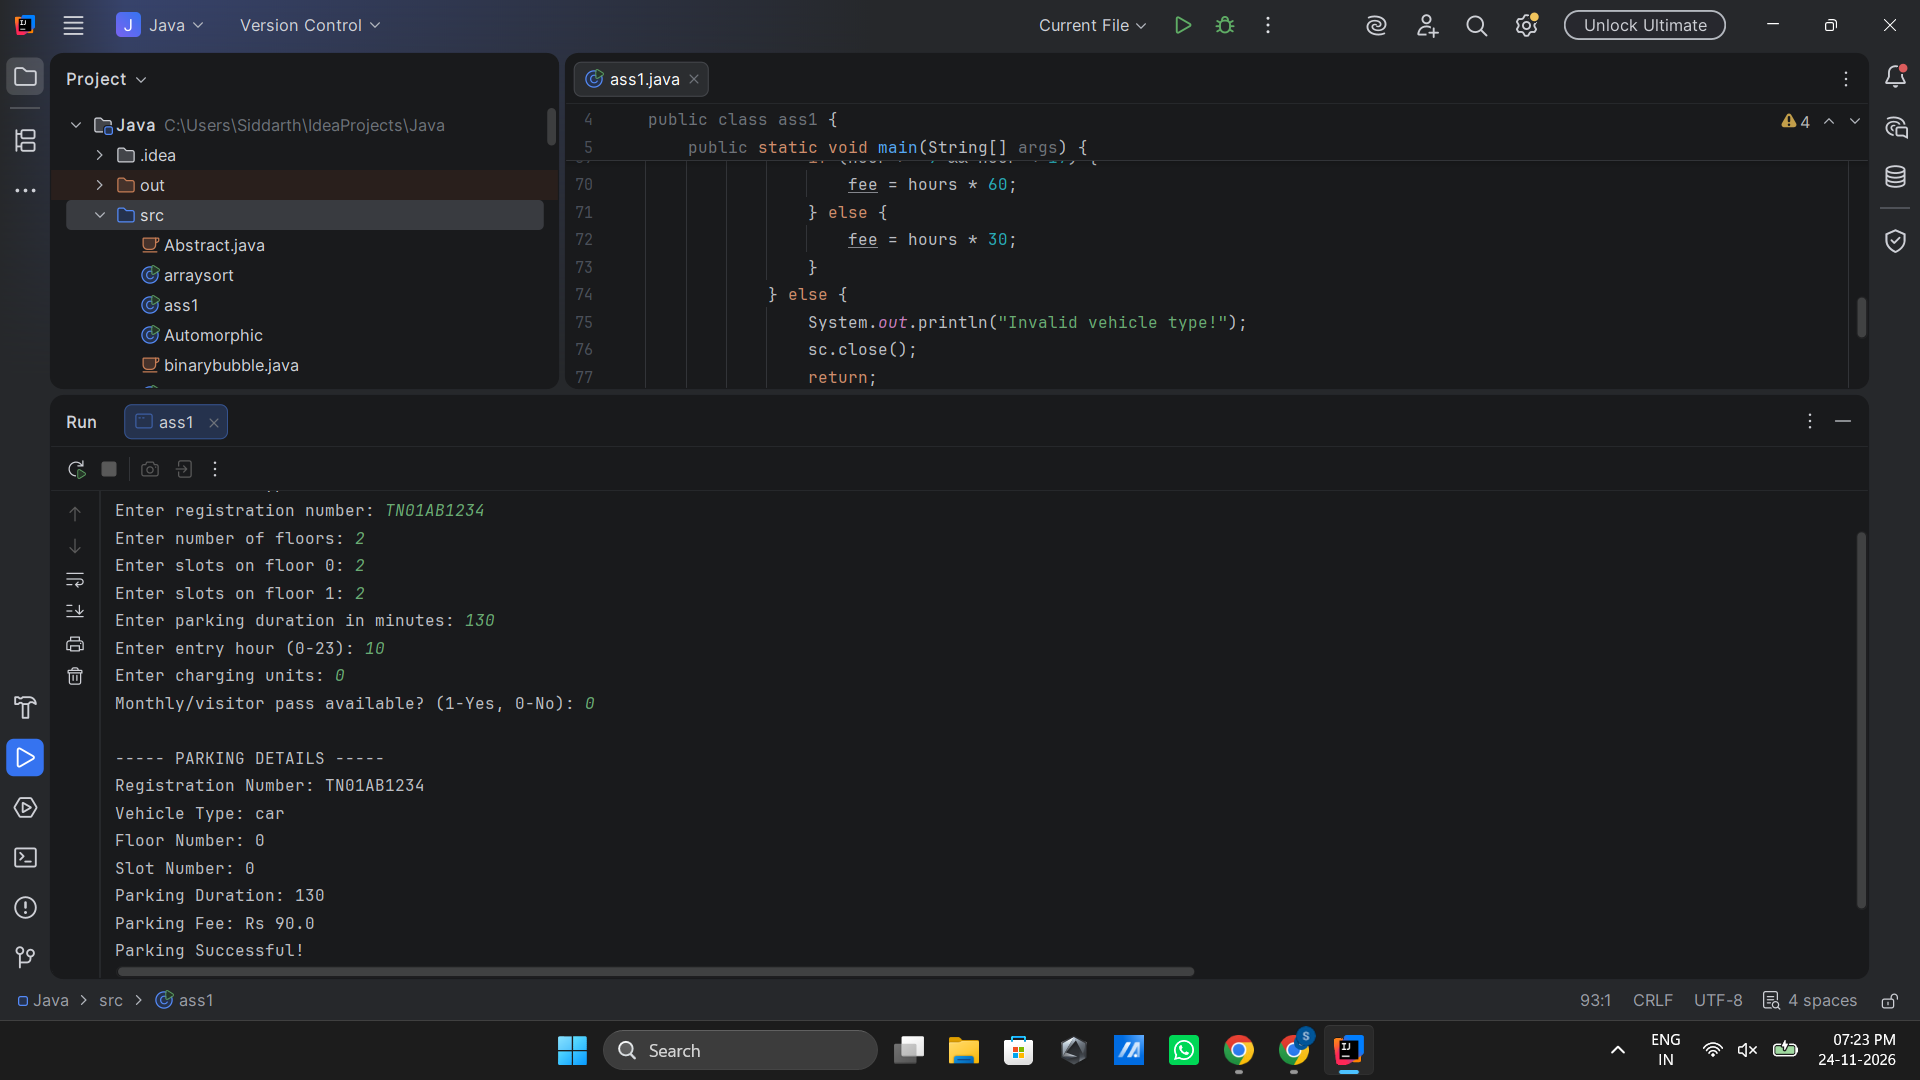 J Java
Version Control
Current File
Unlock Ultimate
Project
Java C:\Users\Siddarth\IdeaProjects\Java
.idea
out
src
Abstract.java
arraysort
ass1
Automorphic
binarybubble.java
ass1.java
4 public class ass1 {
5 public static void main(String[] args) {
4
70 fee = hours * 60;
71 } else {
72 fee = hours * 30;
73 }
74 } else {
75 System.out.println("Invalid vehicle type!");
76 sc.close();
77 return;
Run ass1
Enter registration number: TN01AB1234
Enter number of floors: 2
Enter slots on floor 0: 2
Enter slots on floor 1: 2
Enter parking duration in minutes: 130
Enter entry hour (0-23): 10
Enter charging units: 0
Monthly/visitor pass available? (1-Yes, 0-No): 0
----- PARKING DETAILS -----
Registration Number: TN01AB1234
Vehicle Type: car
Floor Number: 0
Slot Number: 0
Parking Duration: 130
Parking Fee: Rs 90.0
Parking Successful!
Java > src > ass1
93:1 CRLF UTF-8 4 spaces
Search
S
ENG
IN
07:23 PM
24-11-2026